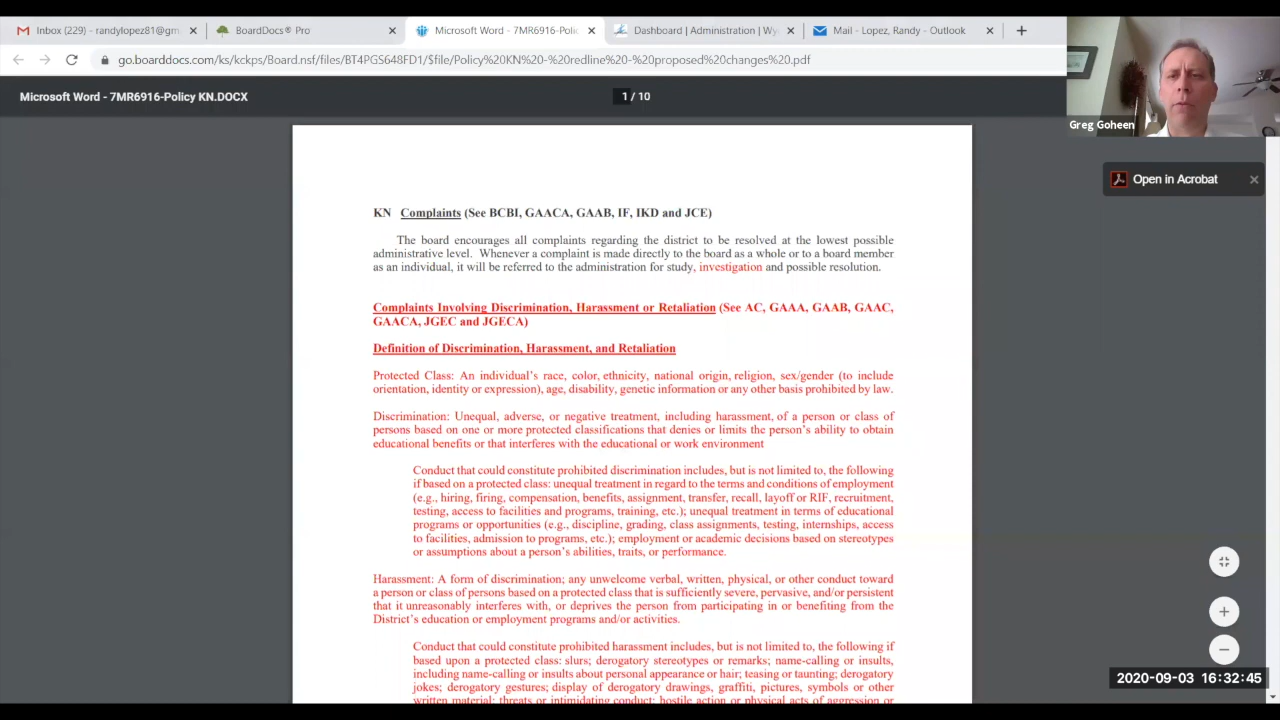 Inbox (229) - randylopez81@gm
BoardDocs® Pro
Microsoft Word - 7MR6916-Polic
Dashboard | Administration | Wy
Mail - Lopez, Randy - Outlook
go.boarddocs.com/ks/kckps/Board.nsf/files/BT4PGS648FD1/$file/Policy%20KN%20-%20redline%20-%20proposed%20changes%20.pdf
Microsoft Word - 7MR6916-Policy KN.DOCX
1 / 10
Greg Goheen
Open in Acrobat
KN Complaints (See BCBI, GAACA, GAAB, IF, IKD and JCE)
The board encourages all complaints regarding the district to be resolved at the lowest possible
administrative level. Whenever a complaint is made directly to the board as a whole or to a board member
as an individual, it will be referred to the administration for study, investigation and possible resolution.
Complaints Involving Discrimination, Harassment or Retaliation (See AC, GAAA, GAAB, GAAC,
GAACA, JGEC and JGECA)
Definition of Discrimination, Harassment, and Retaliation
Protected Class: An individual's race, color, ethnicity, national origin, religion, sex/gender (to include
orientation, identity or expression), age, disability, genetic information or any other basis prohibited by law.
Discrimination: Unequal, adverse, or negative treatment, including harassment, of a person or class of
persons based on one or more protected classifications that denies or limits the person's ability to obtain
educational benefits or that interferes with the educational or work environment
Conduct that could constitute prohibited discrimination includes, but is not limited to, the following
if based on a protected class: unequal treatment in regard to the terms and conditions of employment
(e.g., hiring, firing, compensation, benefits, assignment, transfer, recall, layoff or RIF, recruitment,
testing, access to facilities and programs, training, etc.); unequal treatment in terms of educational
programs or opportunities (e.g., discipline, grading, class assignments, testing, internships, access
to facilities, admission to programs, etc.); employment or academic decisions based on stereotypes
or assumptions about a person's abilities, traits, or performance.
Harassment: A form of discrimination; any unwelcome verbal, written, physical, or other conduct toward
a person or class of persons based on a protected class that is sufficiently severe, pervasive, and/or persistent
that it unreasonably interferes with, or deprives the person from participating in or benefiting from the
District's education or employment programs and/or activities.
Conduct that could constitute prohibited harassment includes, but is not limited to, the following if
based upon a protected class: slurs; derogatory stereotypes or remarks; name-calling or insults,
including name-calling or insults about personal appearance or hair; teasing or taunting; derogatory
jokes; derogatory gestures; display of derogatory drawings, graffiti, pictures, symbols or other
written material; threats or intimidating conduct; hostile action or physical acts of aggression or
2020-09-03 16:32:45